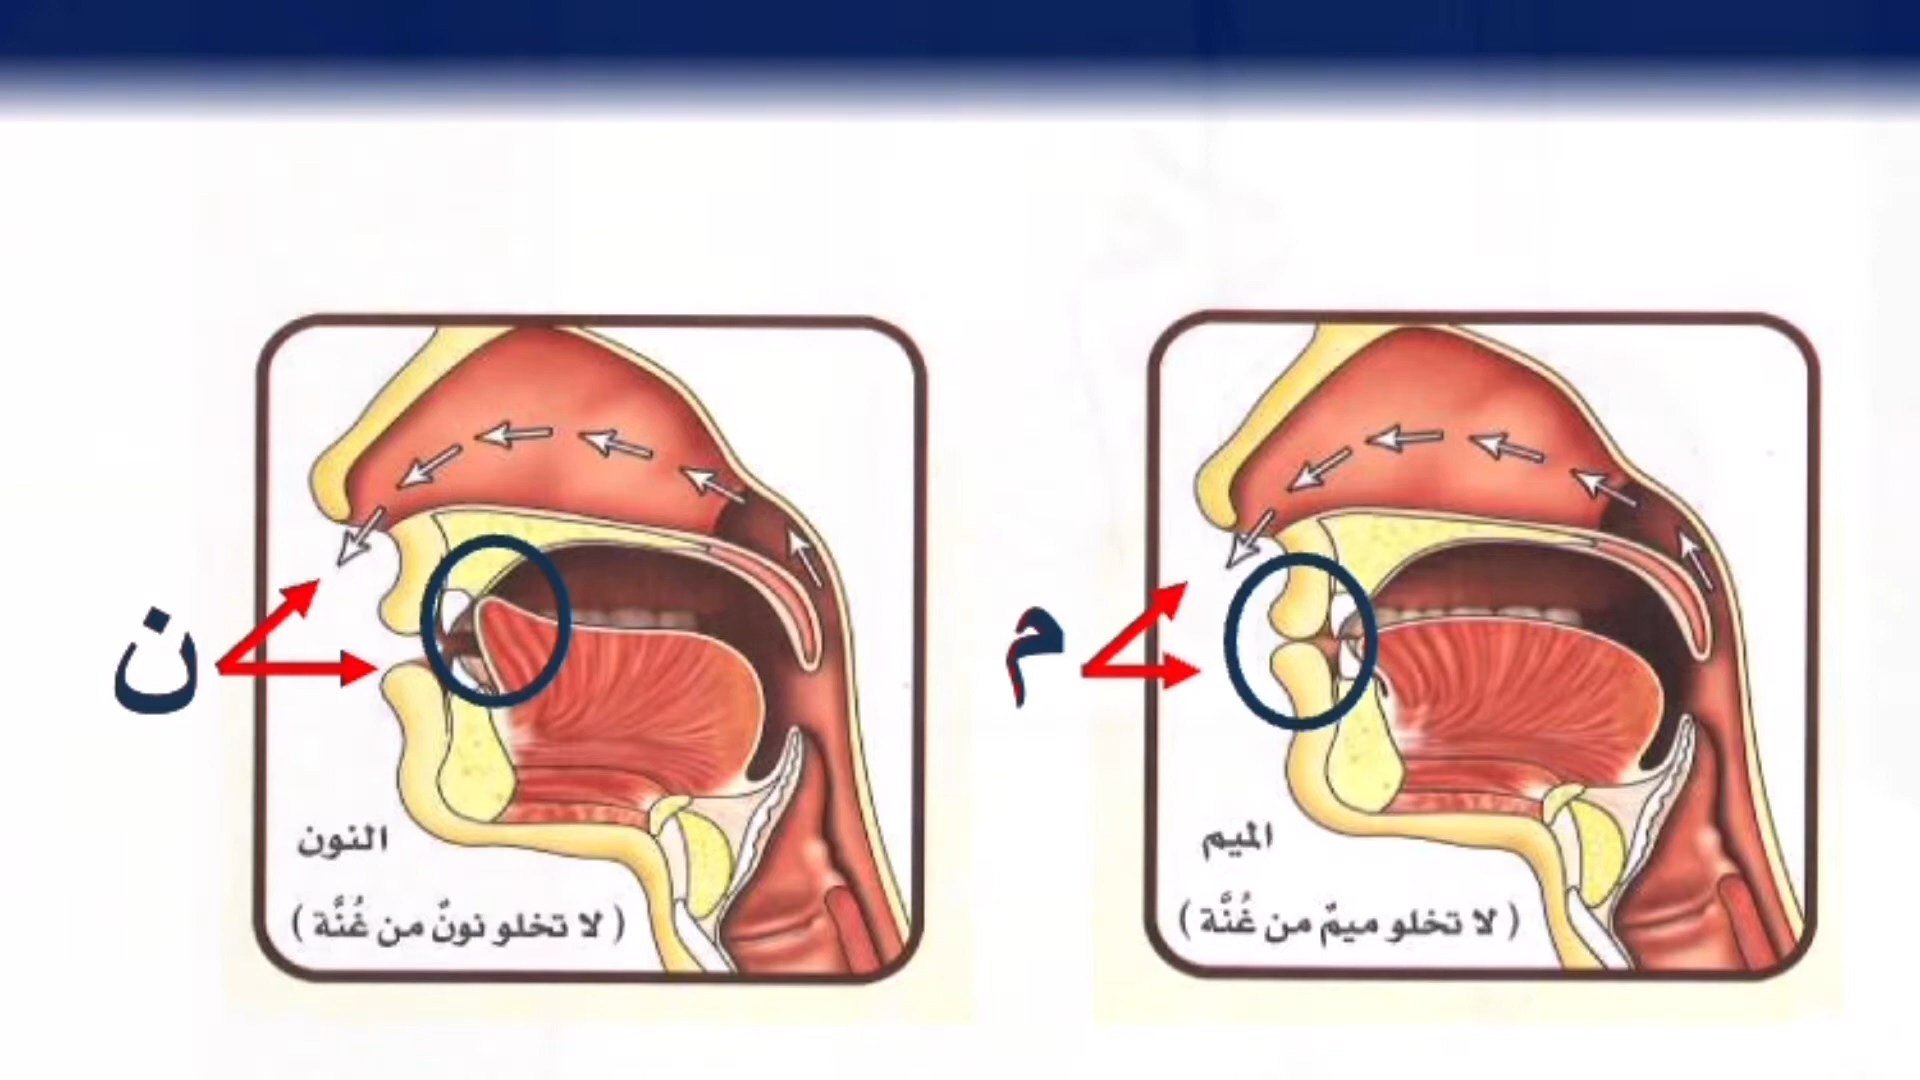 م
الميم
( لا تخلو ميمٌ من غُنَّة )
ن
النون
( لا تخلو نونٌ من غُنَّة )